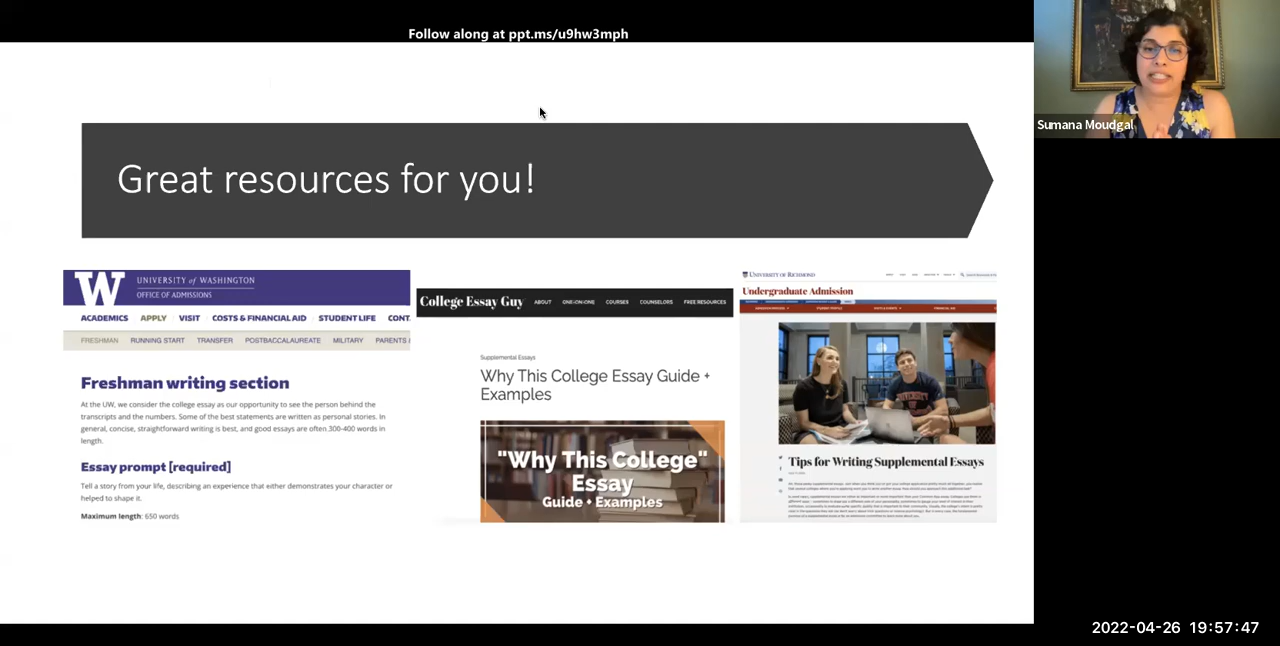 Follow along at ppt.ms/u9hw3mph
Sumana Moudgal
Great resources for you!
W UNIVERSITY of WASHINGTON
OFFICE OF ADMISSIONS
ACADEMICS APPLY VISIT COSTS & FINANCIAL AID STUDENT LIFE CONT
FRESHMAN RUNNING START TRANSFER POSTBACCALAUREATE MILITARY PARENTS
Freshman writing section
At the UW, we consider the college essay as our opportunity to see the person behind the
transcripts and the numbers. Some of the best statements are written as personal stories. In
general, concise, straightforward writing is best, and good essays are often 300-400 words in
length.
Essay prompt [required]
Tell a story from your life, describing an experience that either demonstrates your character or
helped to shape it.
Maximum length: 650 words
College Essay Guy ABOUT ONE-ON-ONE COURSES COUNSELORS FREE RESOURCES
Supplemental Essays
Why This College Essay Guide +
Examples
"Why This College"
Essay
Guide + Examples
UNIVERSITY OF RICHMOND
Undergraduate Admission
Tips for Writing Supplemental Essays
2022-04-26 19:57:47